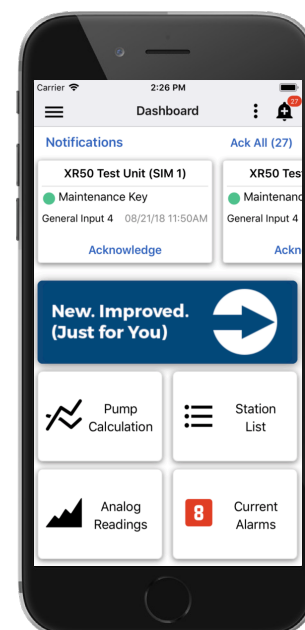 Carrier 2:26 PM
Dashboard 27
Notifications Ack All (27)
XR50 Test Unit (SIM 1) XR50 Tes
Maintenance Key Maintenanc
General Input 4 08/21/18 11:50AM General Input 4
Acknowledge Ackn
New. Improved.
(Just for You)
Pump
Calculation
Station
List
Analog
Readings
8 Current
Alarms